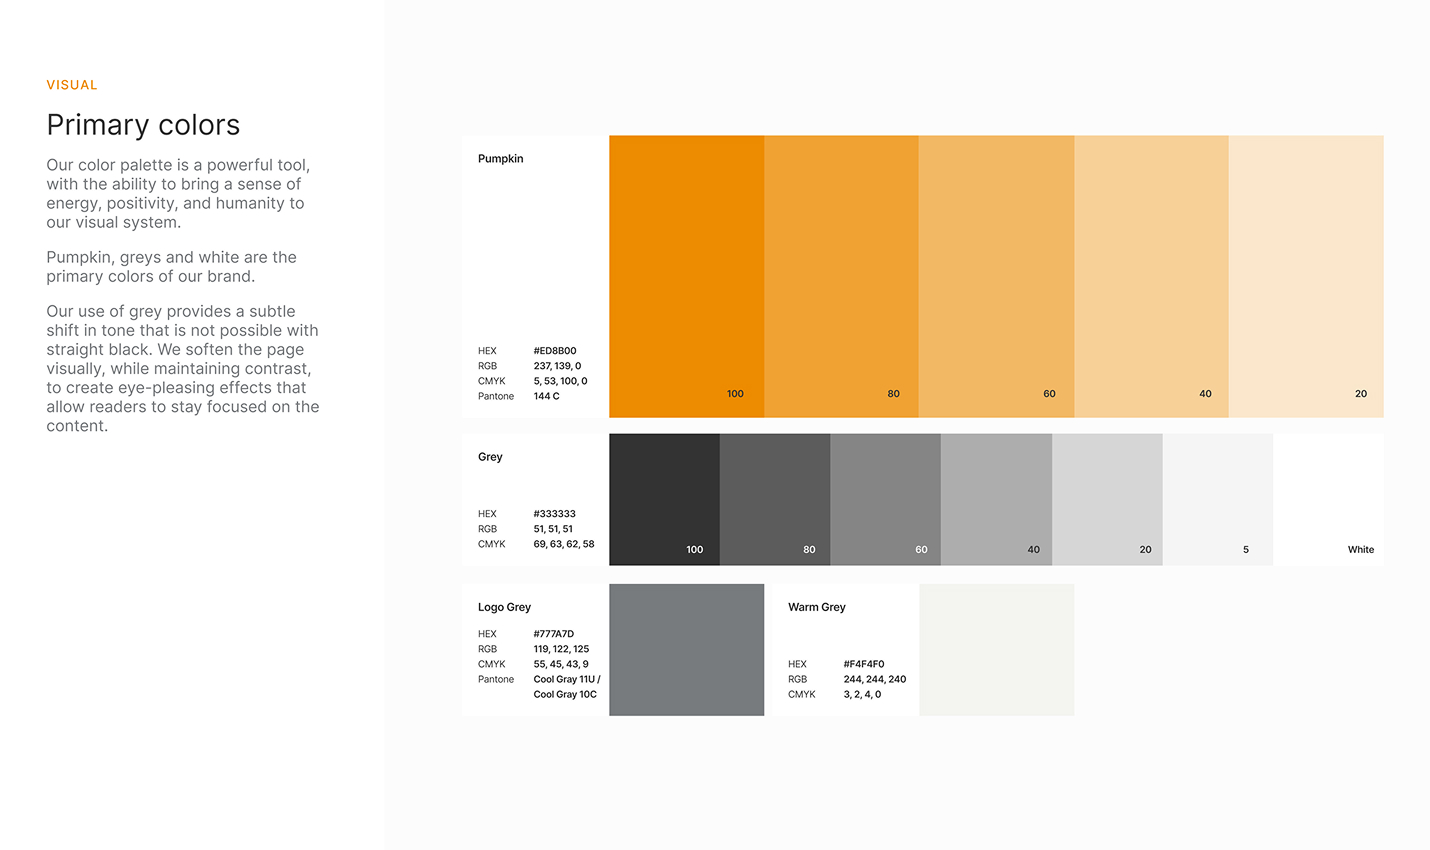 VISUAL
Primary colors
Our color palette is a powerful tool,
with the ability to bring a sense of
energy, positivity, and humanity to
our visual system.
Pumpkin, greys and white are the
primary colors of our brand.
Our use of grey provides a subtle
shift in tone that is not possible with
straight black. We soften the page
visually, while maintaining contrast,
to create eye-pleasing effects that
allow readers to stay focused on the
content.
Pumpkin
HEX #ED8B00
RGB 237, 139, 0
CMYK 5, 53, 100, 0
Pantone 144 C
100 80 60 40 20
Grey
HEX #333333
RGB 51, 51, 51
CMYK 69, 63, 62, 58
100 80 60 40 20 5 White
Logo Grey
HEX #777A7D
RGB 119, 122, 125
CMYK 55, 45, 43, 9
Pantone Cool Gray 11U /
Cool Gray 10C
Warm Grey
HEX #F4F4F0
RGB 244, 244, 240
CMYK 3, 2, 4, 0